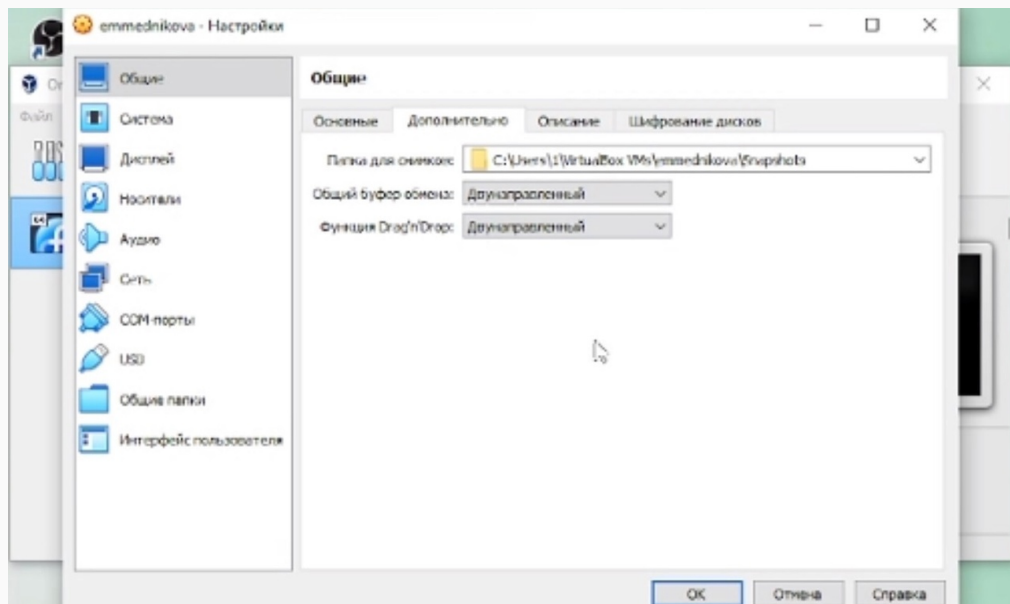 emmednikova - Настройки
Файл
Общие
Система
Дисплей
Носители
Аудио
Сеть
COM-порты
USB
Общие папки
Интерфейс пользователя
Общие
Основные Дополнительно Описание Шифрование дисков
Папка для снимков: C:\Users\1\VirtualBox VMs\emmednikova\Snapshots
Общий буфер обмена: Двунаправленный
Функция Drag'n'Drop: Двунаправленный
OK Отмена Справка